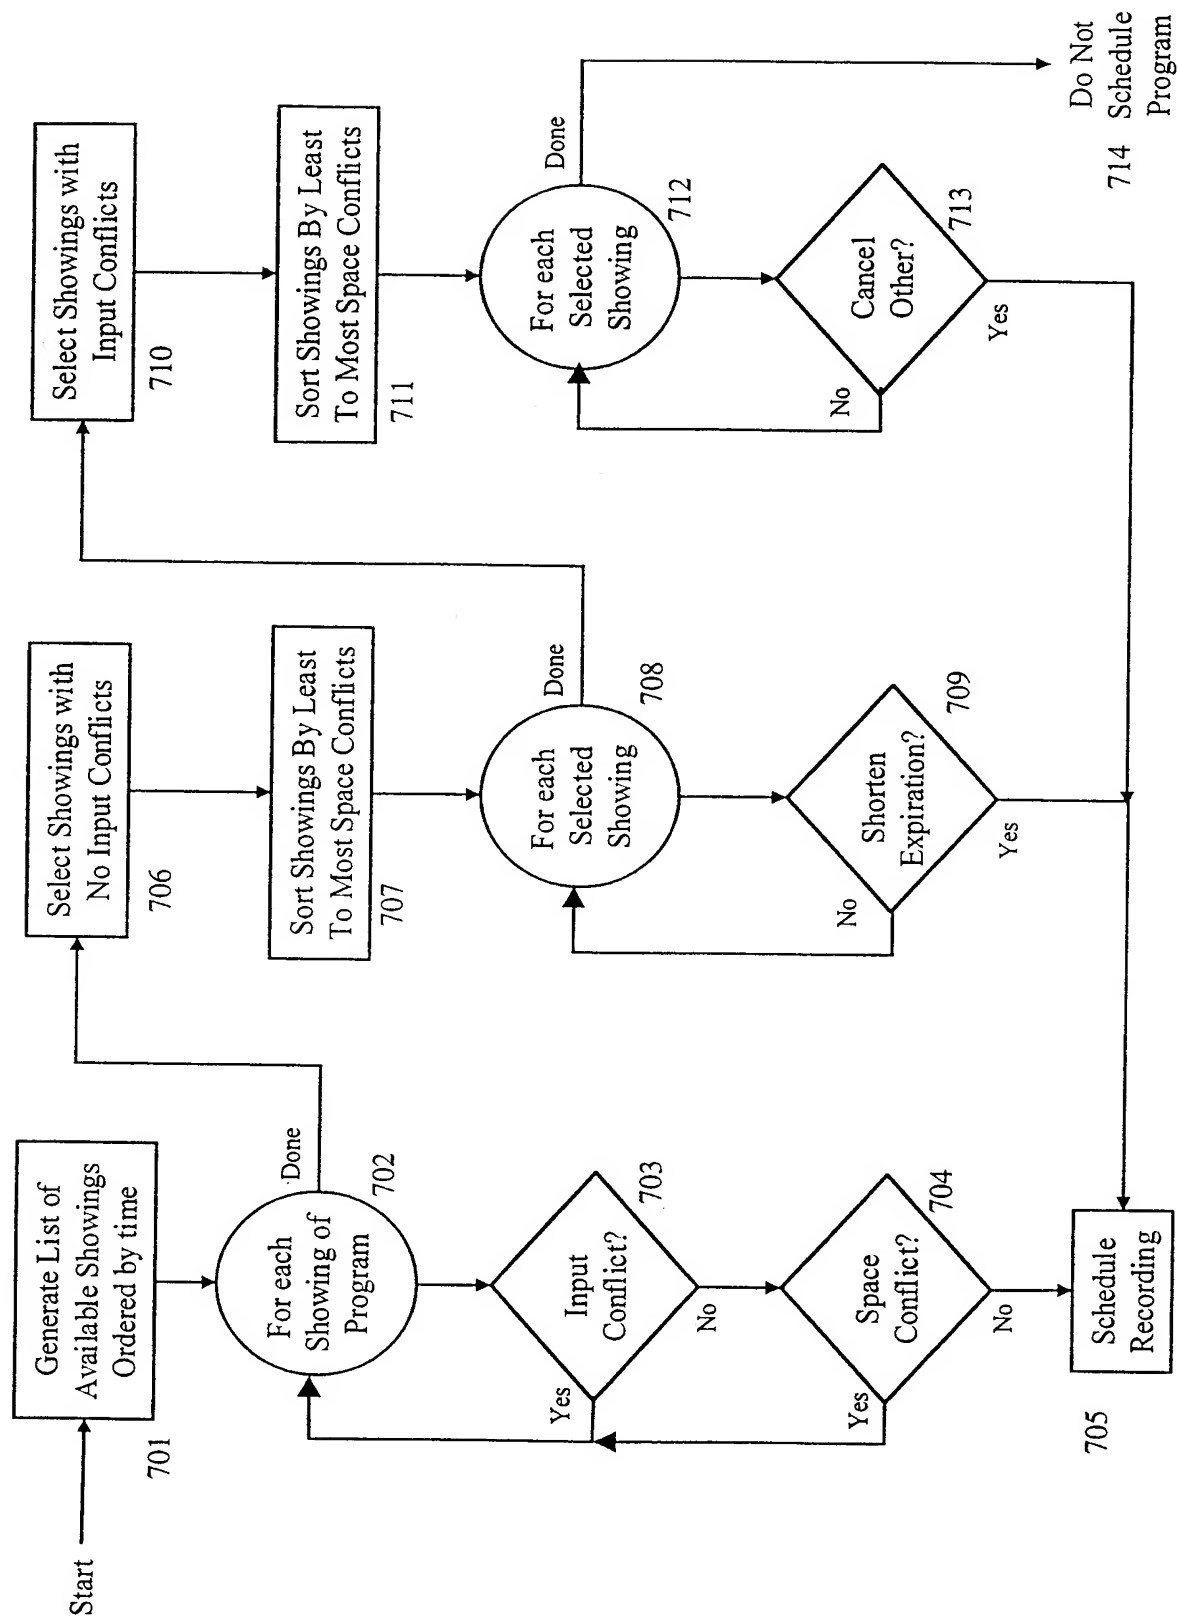 Start
Generate List of
Available Showings
Ordered by time
701
For each
Showing of
Program
702
Done
Input
Conflict?
703
Yes
No
Space
Conflict?
704
Yes
No
Schedule
Recording
705
Select Showings with
No Input Conflicts
706
Sort Showings By Least
To Most Space Conflicts
707
For each
Selected
Showing
708
Done
Shorten
Expiration?
709
No
Yes
Select Showings with
Input Conflicts
710
Sort Showings By Least
To Most Space Conflicts
711
For each
Selected
Showing
712
Done
Cancel
Other?
713
No
Yes
714
Do Not
Schedule
Program